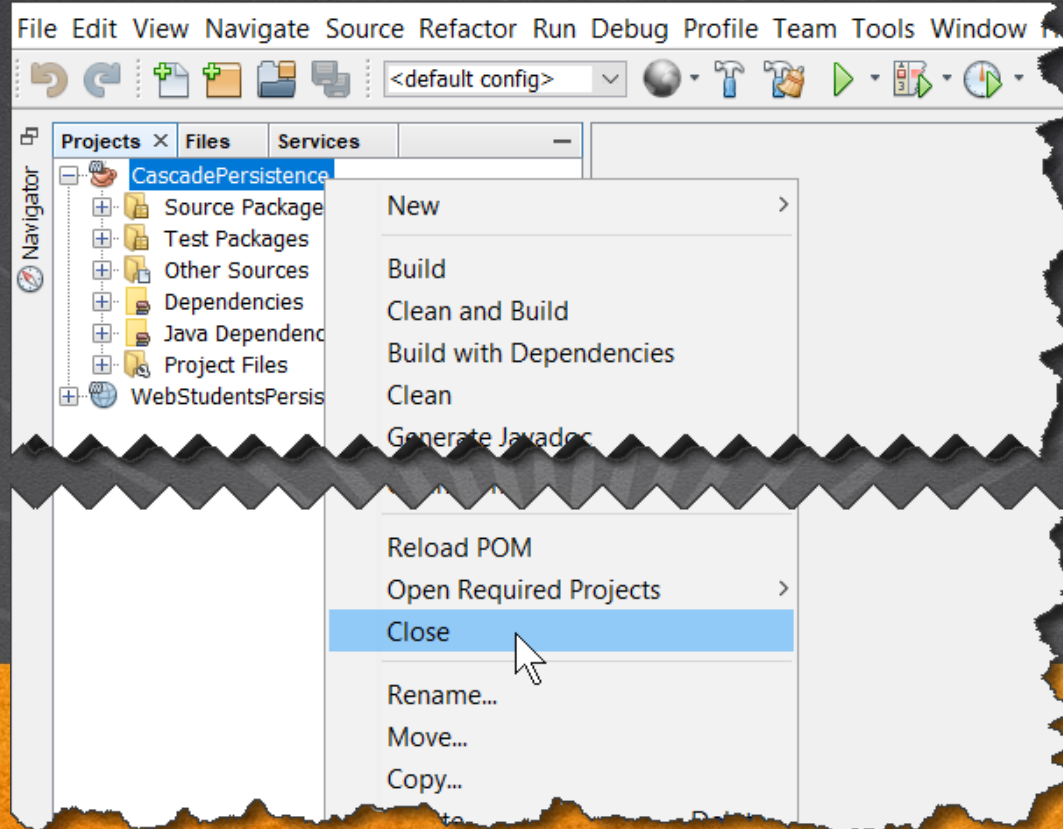 File Edit View Navigate Source Refactor Run Debug Profile Team Tools Window
<default config>
Projects Files Services
Navigator
CascadePersistence
Source Package
Test Packages
Other Sources
Dependencies
Java Dependenc
Project Files
WebStudentsPersis
New
Build
Clean and Build
Build with Dependencies
Clean
Generate Javadoc
Reload POM
Open Required Projects
Close
Rename...
Move...
Copy...